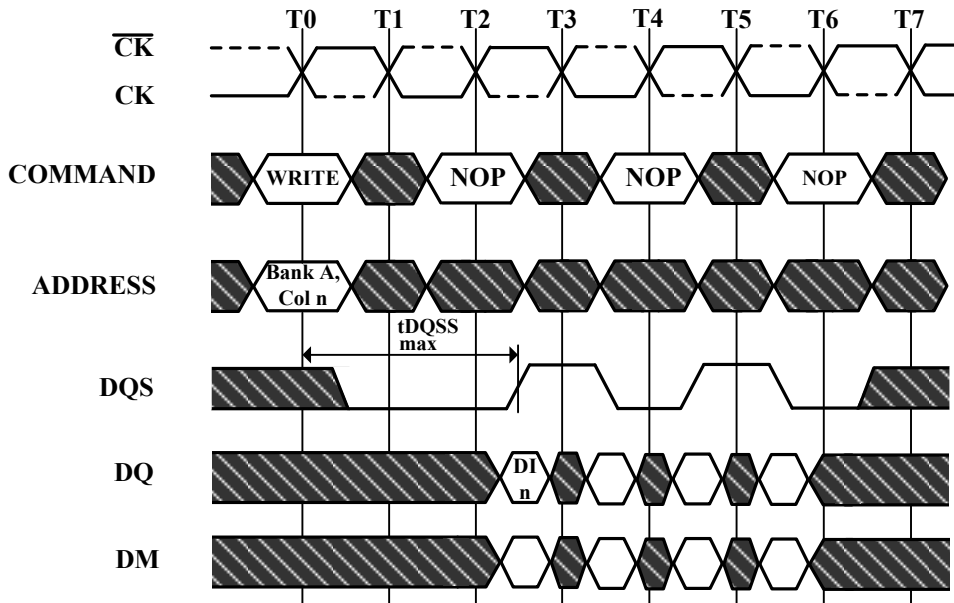 T0 T1 T2 T3 T4 T5 T6 T7
CK
CK
COMMAND
WRITE NOP NOP NOP
ADDRESS
Bank A,
Col n
tDQSS
max
DQS
DQ
DI
n
DM